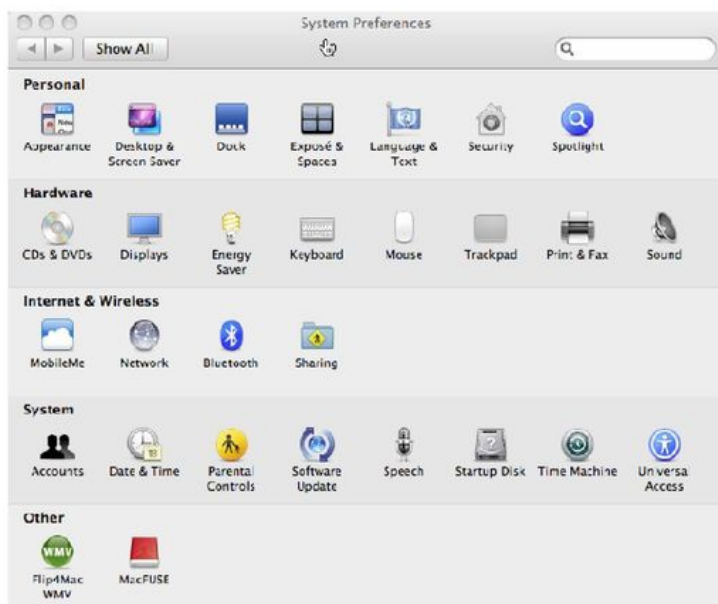 System Preferences
Show All
Personal
Appearance
Desktop & Screen Saver
Dock
Exposé & Spaces
Language & Text
Security
Spotlight
Hardware
CDs & DVDs
Displays
Energy Saver
Keyboard
Mouse
Trackpad
Print & Fax
Sound
Internet & Wireless
MobileMe
Network
Bluetooth
Sharing
System
Accounts
Date & Time
Parental Controls
Software Update
Speech
Startup Disk
Time Machine
Universal Access
Other
Flip4Mac WMV
MacFUSE